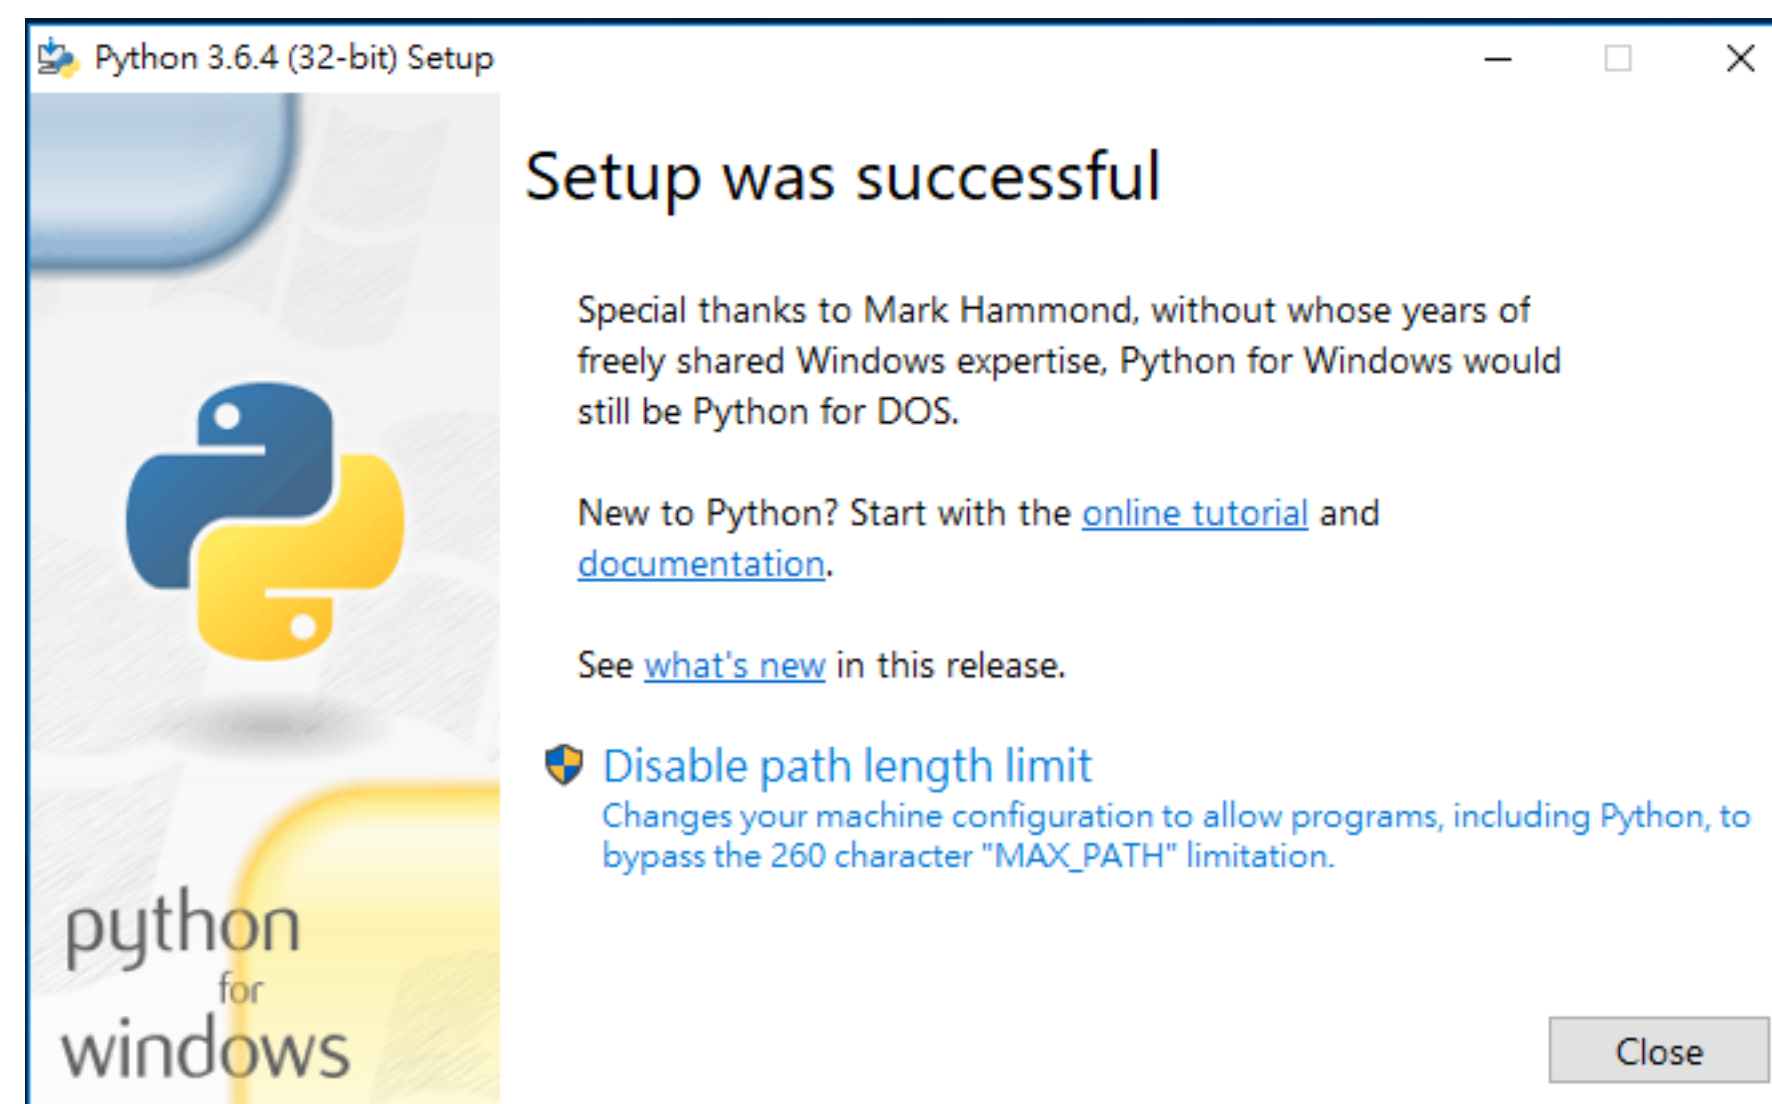 Python 3.6.4 (32-bit) Setup
Setup was successful
Special thanks to Mark Hammond, without whose years of
freely shared Windows expertise, Python for Windows would
still be Python for DOS.
New to Python? Start with the online tutorial and
documentation.
See what's new in this release.
Disable path length limit
Changes your machine configuration to allow programs, including Python, to
bypass the 260 character "MAX_PATH" limitation.
python
for
windows
Close